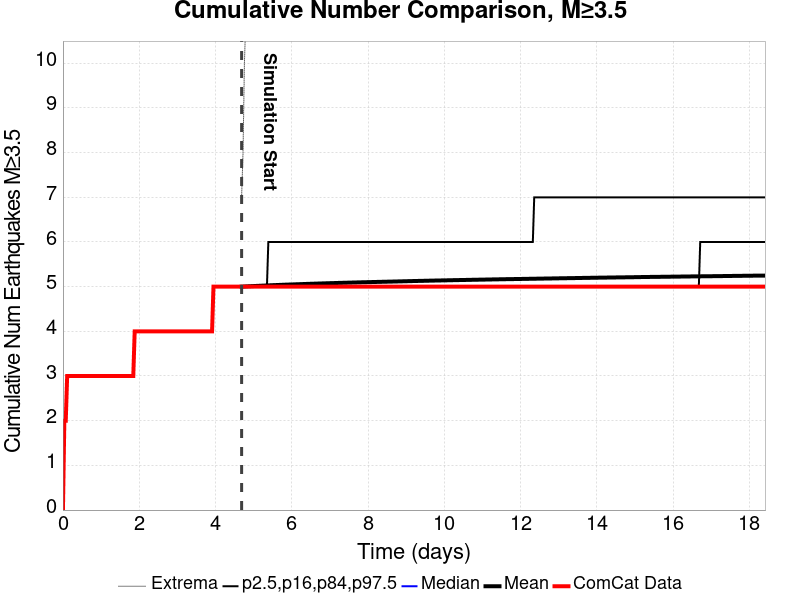 Cumulative Number Comparison, M≥3.5
Cumulative Num Earthquakes M≥3.5
10
9
8
7
6
5
4
3
2
1
0
Simulation Start
0 2 4 6 8 10 12 14 16 18
Time (days)
Extrema p2.5,p16,p84,p97.5 Median Mean ComCat Data